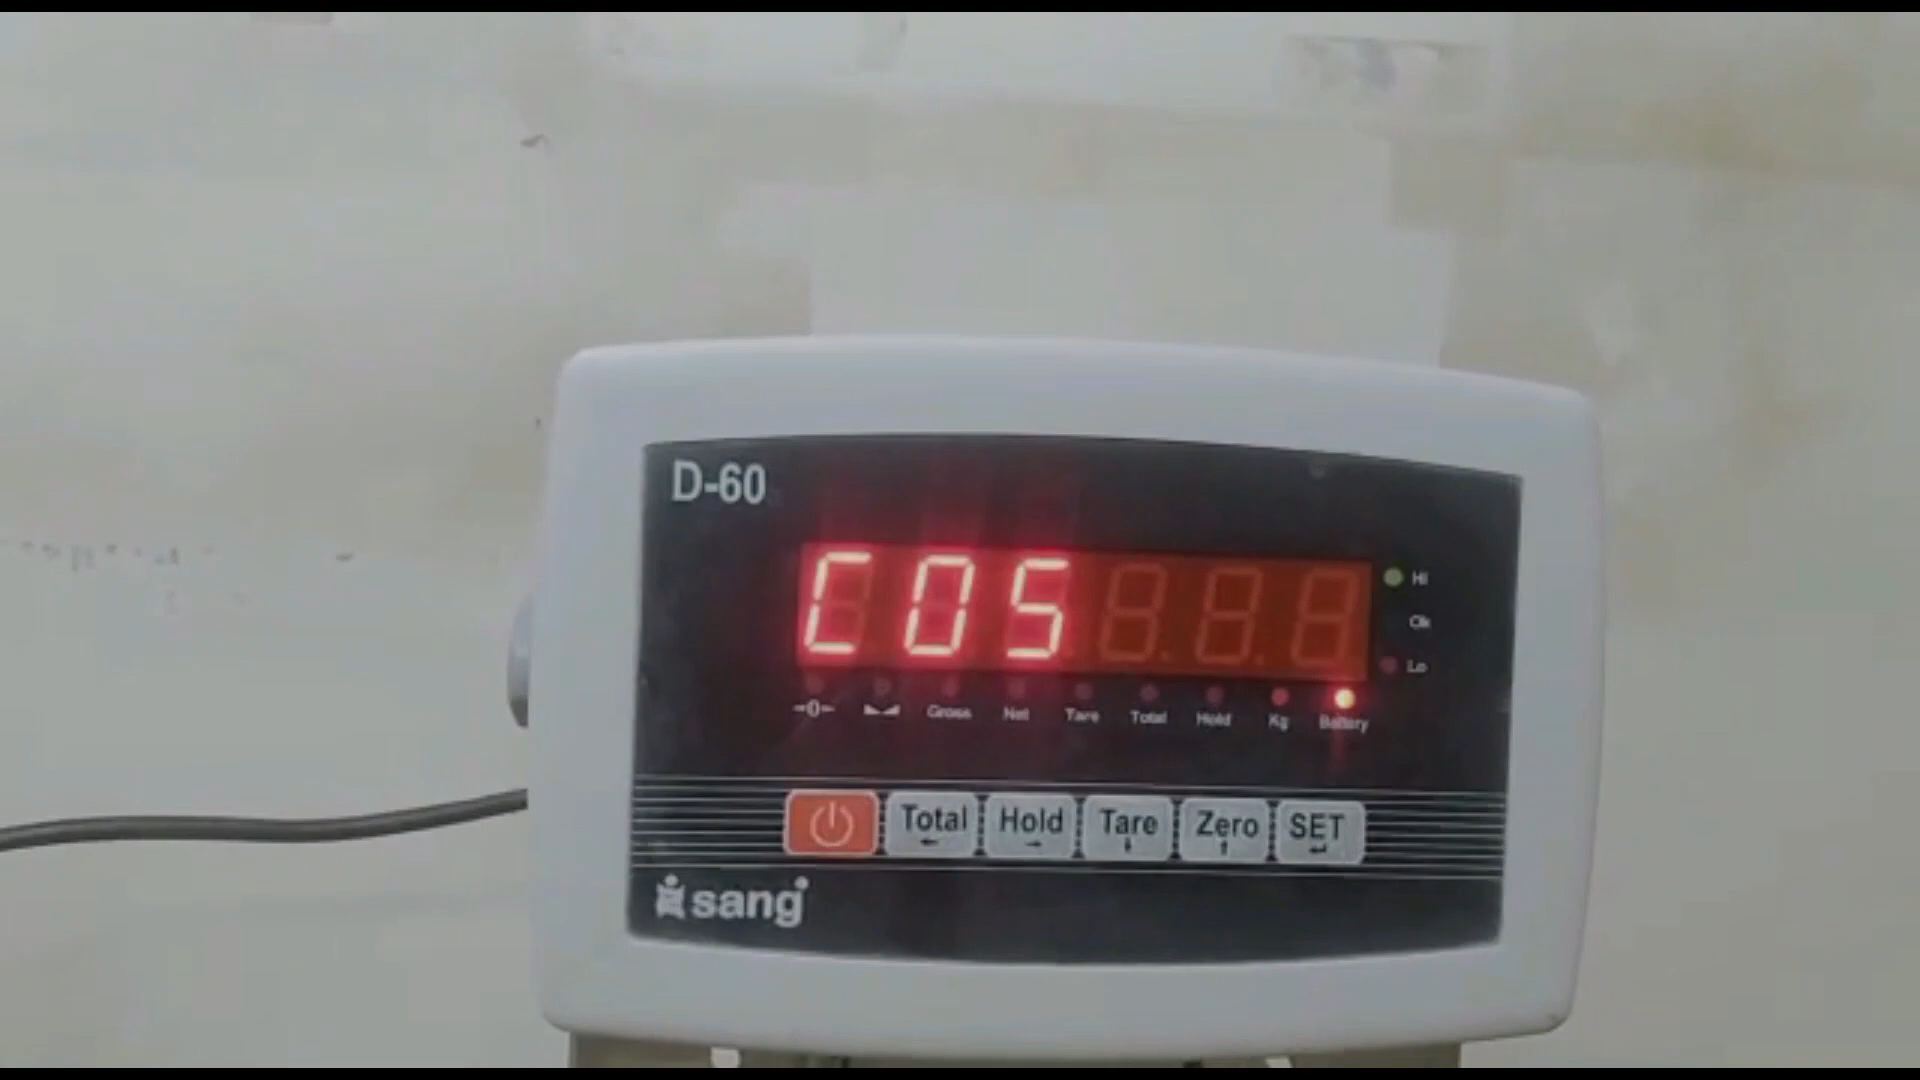 D-60
C05
Hi
Ok
Lo
→0← Gross Net Tare Total Hold Kg Battery
Total Hold Tare Zero SET
← → ↓ ↑ ↵
sang